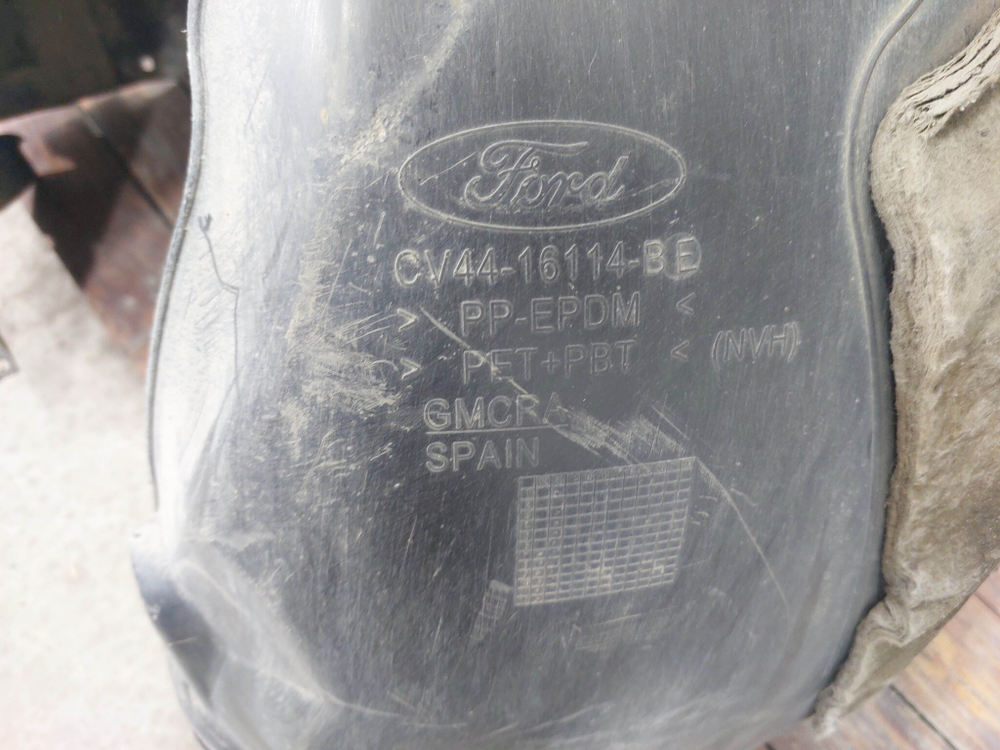 Ford
CV44-16114-BE
> PP-EPDM <
> PET+PBT < (NVH)
GMCRA
SPAIN